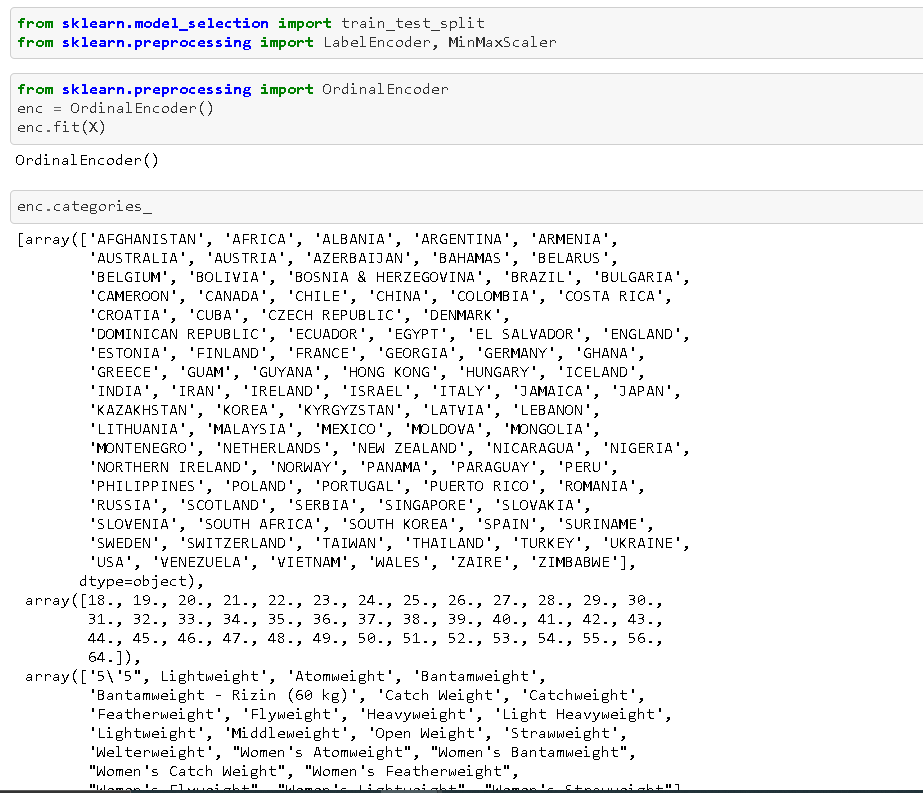 from sklearn.model_selection import train_test_split
from sklearn.preprocessing import LabelEncoder, MinMaxScaler
from sklearn.preprocessing import OrdinalEncoder
enc = OrdinalEncoder()
enc.fit(X)
OrdinalEncoder()
enc.categories_
[array(['AFGHANISTAN', 'AFRICA', 'ALBANIA', 'ARGENTINA', 'ARMENIA',
'AUSTRALIA', 'AUSTRIA', 'AZERBAIJAN', 'BAHAMAS', 'BELARUS',
'BELGIUM', 'BOLIVIA', 'BOSNIA & HERZEGOVINA', 'BRAZIL', 'BULGARIA',
'CAMEROON', 'CANADA', 'CHILE', 'CHINA', 'COLOMBIA', 'COSTA RICA',
'CROATIA', 'CUBA', 'CZECH REPUBLIC', 'DENMARK',
'DOMINICAN REPUBLIC', 'ECUADOR', 'EGYPT', 'EL SALVADOR', 'ENGLAND',
'ESTONIA', 'FINLAND', 'FRANCE', 'GEORGIA', 'GERMANY', 'GHANA',
'GREECE', 'GUAM', 'GUYANA', 'HONG KONG', 'HUNGARY', 'ICELAND',
'INDIA', 'IRAN', 'IRELAND', 'ISRAEL', 'ITALY', 'JAMAICA', 'JAPAN',
'KAZAKHSTAN', 'KOREA', 'KYRGYZSTAN', 'LATVIA', 'LEBANON',
'LITHUANIA', 'MALAYSIA', 'MEXICO', 'MOLDOVA', 'MONGOLIA',
'MONTENEGRO', 'NETHERLANDS', 'NEW ZEALAND', 'NICARAGUA', 'NIGERIA',
'NORTHERN IRELAND', 'NORWAY', 'PANAMA', 'PARAGUAY', 'PERU',
'PHILIPPINES', 'POLAND', 'PORTUGAL', 'PUERTO RICO', 'ROMANIA',
'RUSSIA', 'SCOTLAND', 'SERBIA', 'SINGAPORE', 'SLOVAKIA',
'SLOVENIA', 'SOUTH AFRICA', 'SOUTH KOREA', 'SPAIN', 'SURINAME',
'SWEDEN', 'SWITZERLAND', 'TAIWAN', 'THAILAND', 'TURKEY', 'UKRAINE',
'USA', 'VENEZUELA', 'VIETNAM', 'WALES', 'ZAIRE', 'ZIMBABWE'],
dtype=object),
array([18., 19., 20., 21., 22., 23., 24., 25., 26., 27., 28., 29., 30.,
31., 32., 33., 34., 35., 36., 37., 38., 39., 40., 41., 42., 43.,
44., 45., 46., 47., 48., 49., 50., 51., 52., 53., 54., 55., 56.,
64.]),
array(['5\'5", Lightweight', 'Atomweight', 'Bantamweight',
'Bantamweight - Rizin (60 kg)', 'Catch Weight', 'Catchweight',
'Featherweight', 'Flyweight', 'Heavyweight', 'Light Heavyweight',
'Lightweight', 'Middleweight', 'Open Weight', 'Strawweight',
'Welterweight', "Women's Atomweight", "Women's Bantamweight",
"Women's Catch Weight", "Women's Featherweight",
"Women's Flyweight", "Women's Lightweight", "Women's Strawweight"]